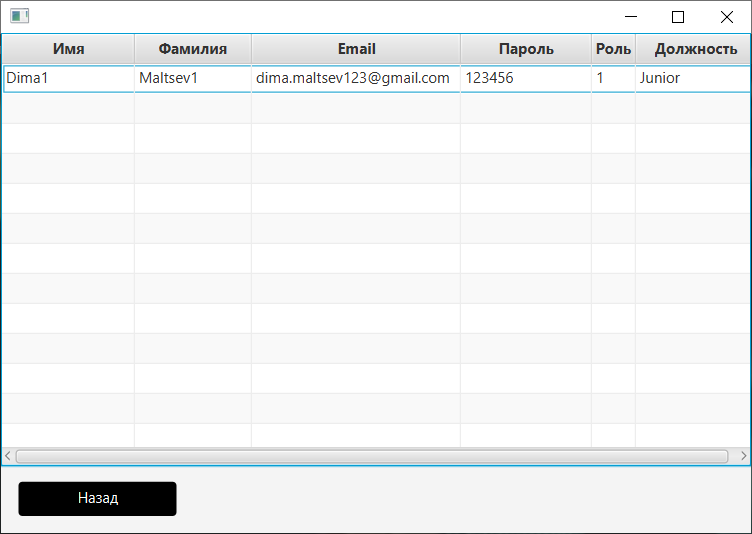 Имя Фамилия Email Пароль Роль Должность
Dima1 Maltsev1 dima.maltsev123@gmail.com 123456 1 Junior
Назад